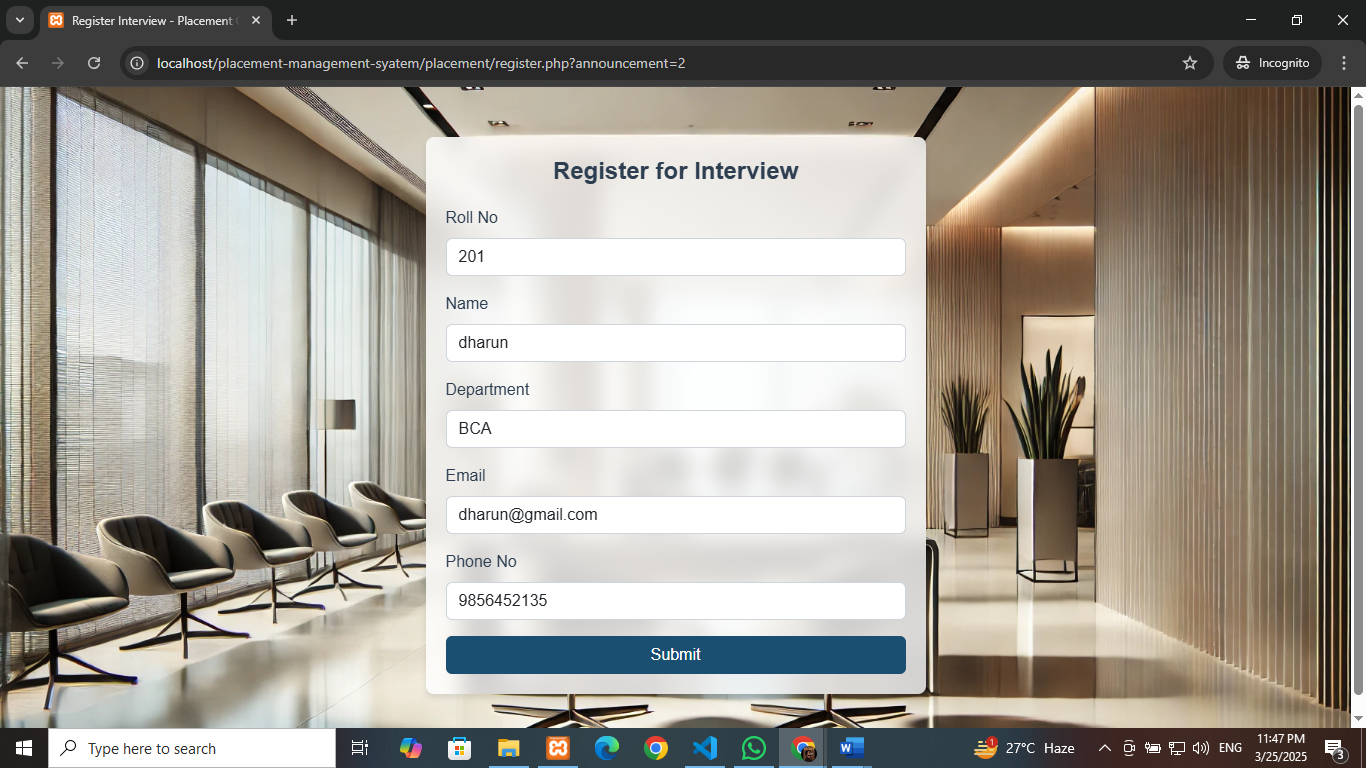 Register Interview - Placement
localhost/placement-management-syatem/placement/register.php?announcement=2
Incognito
Register for Interview
Roll No
201
Name
dharun
Department
BCA
Email
dharun@gmail.com
Phone No
9856452135
Submit
Type here to search
1
27°C Haze
ENG
11:47 PM
3/25/2025
3